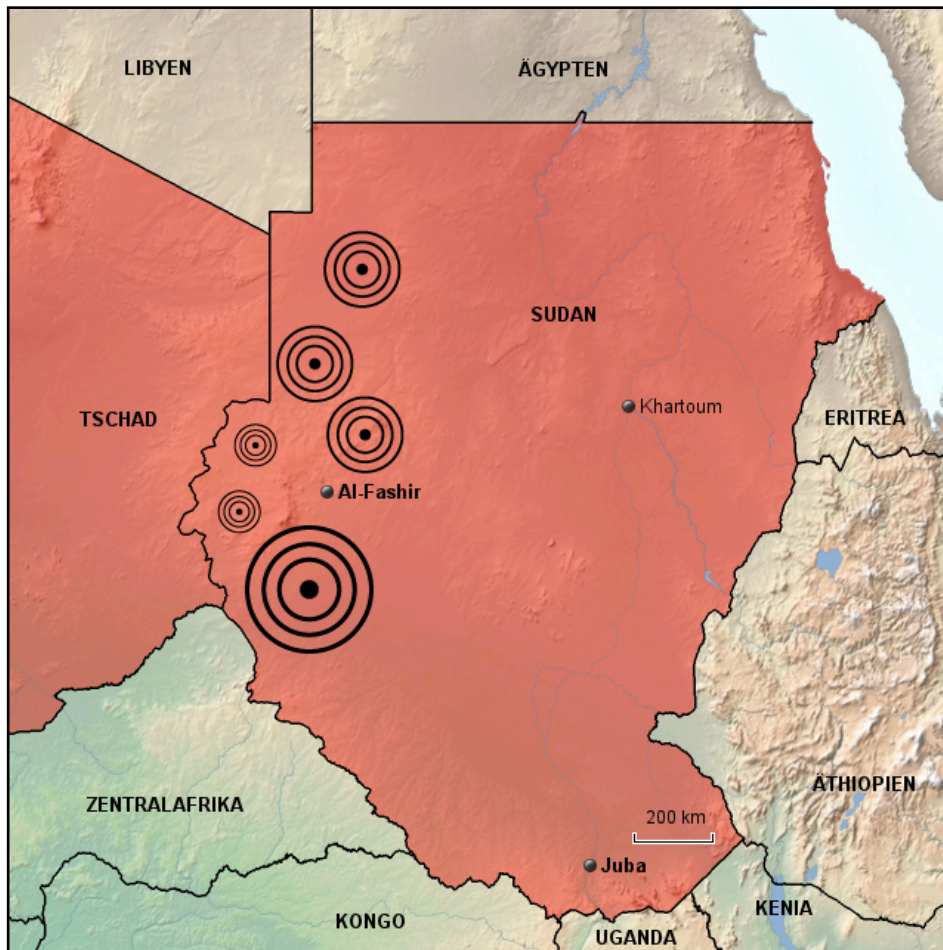 LIBYEN
ÄGYPTEN
SUDAN
Khartoum
TSCHAD
ERITREA
Al-Fashir
ÄTHIOPIEN
ZENTRALAFRIKA
200 km
Juba
KENIA
KONGO
UGANDA